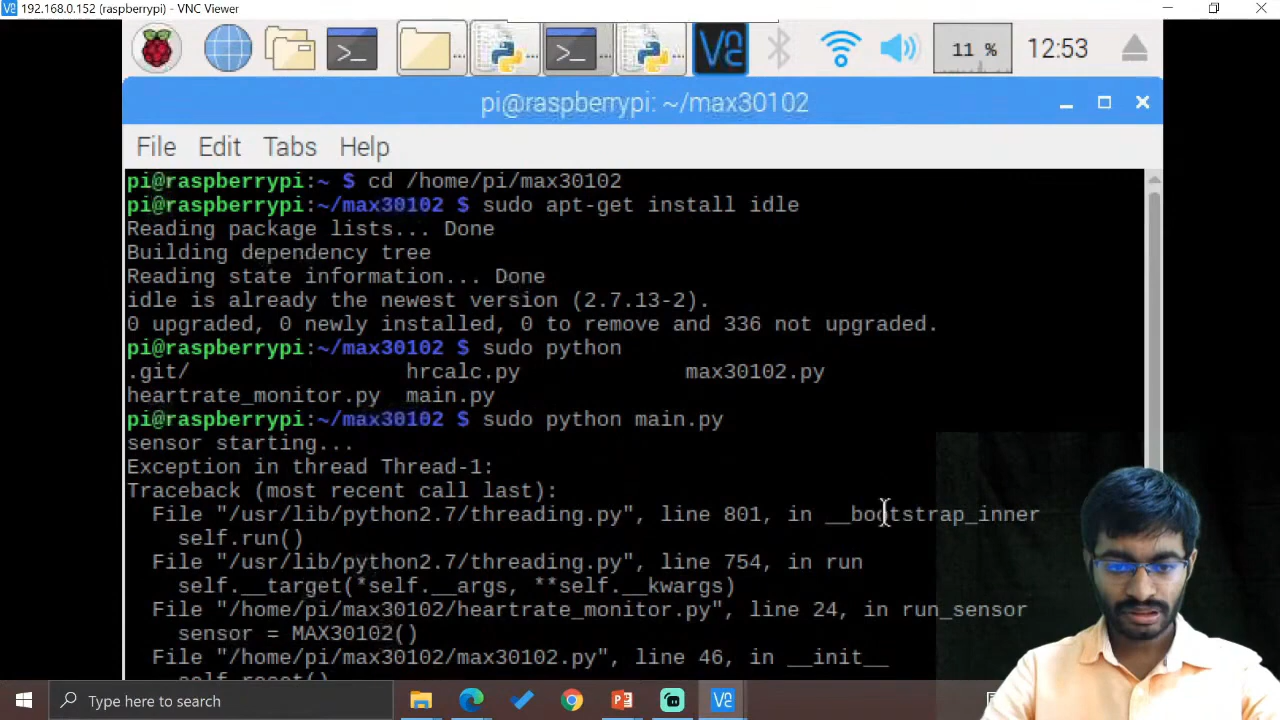 192.168.0.152 (raspberrypi) - VNC Viewer
11 %
12:53
pi@raspberrypi: ~/max30102
File Edit Tabs Help
pi@raspberrypi:~ $ cd /home/pi/max30102
pi@raspberrypi:~/max30102 $ sudo apt-get install idle
Reading package lists... Done
Building dependency tree
Reading state information... Done
idle is already the newest version (2.7.13-2).
0 upgraded, 0 newly installed, 0 to remove and 336 not upgraded.
pi@raspberrypi:~/max30102 $ sudo python
.git/ hrcalc.py max30102.py
heartrate_monitor.py main.py
pi@raspberrypi:~/max30102 $ sudo python main.py
sensor starting...
Exception in thread Thread-1:
Traceback (most recent call last):
File "/usr/lib/python2.7/threading.py", line 801, in __bootstrap_inner
self.run()
File "/usr/lib/python2.7/threading.py", line 754, in run
self.__target(*self.__args, **self.__kwargs)
File "/home/pi/max30102/heartrate_monitor.py", line 24, in run_sensor
sensor = MAX30102()
File "/home/pi/max30102/max30102.py", line 46, in __init__
self.reset()
Type here to search